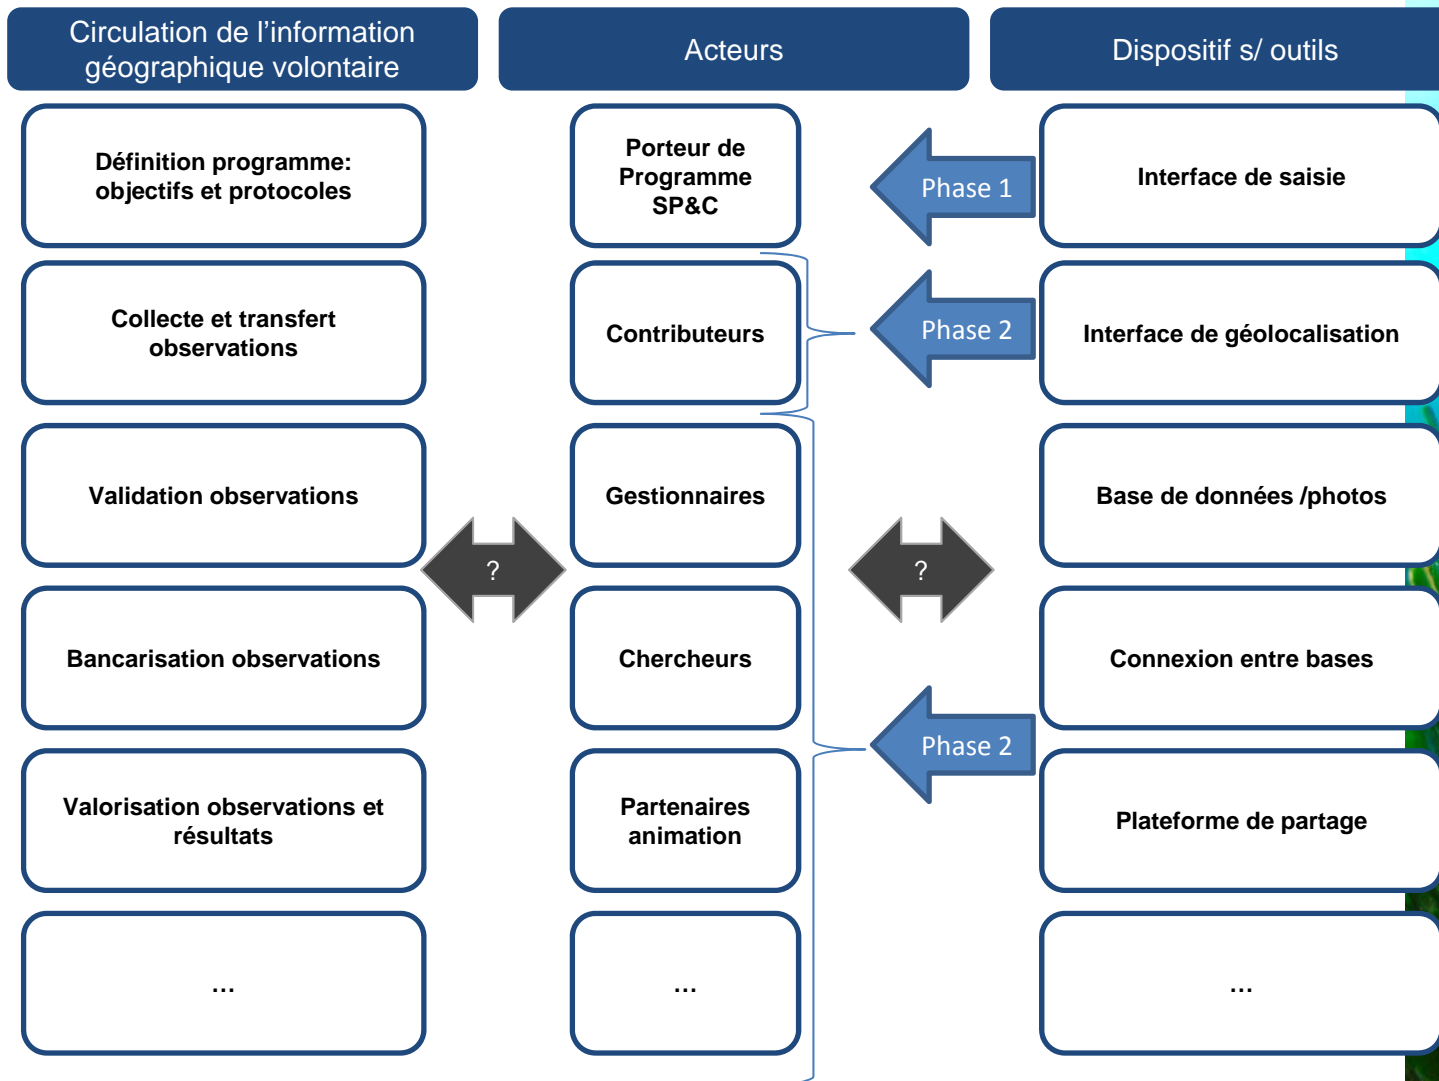 Circulation de l’information
géographique volontaire
Acteurs
Dispositif s/ outils
Définition programme:
objectifs et protocoles
Porteur de
Programme
SP&C
Phase 1
Interface de saisie
Collecte et transfert
observations
Contributeurs
Phase 2
Interface de géolocalisation
Validation observations
Gestionnaires
Base de données /photos
?
?
Bancarisation observations
Chercheurs
Connexion entre bases
Phase 2
Valorisation observations et
résultats
Partenaires
animation
Plateforme de partage
...
...
...